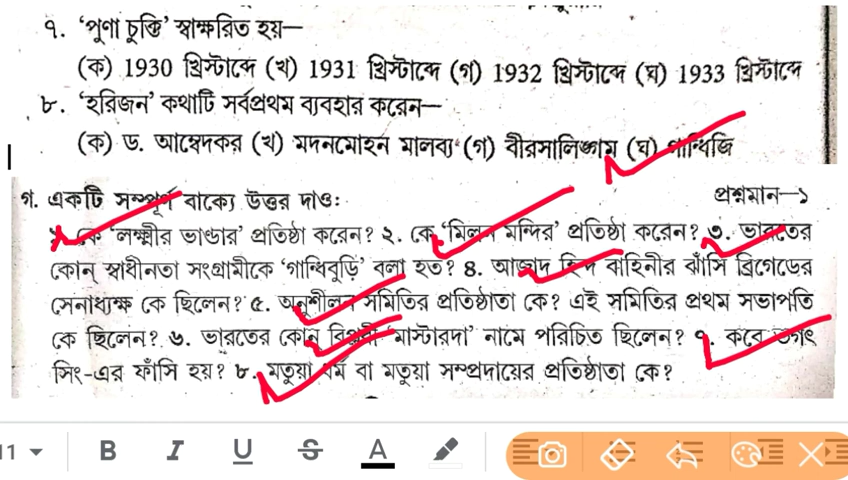 ৭. 'পুণা চুক্তি' স্বাক্ষরিত হয়—
(ক) 1930 খ্রিস্টাব্দে (খ) 1931 খ্রিস্টাব্দে (গ) 1932 খ্রিস্টাব্দে (ঘ) 1933 খ্রিস্টাব্দে
৮. 'হরিজন' কথাটি সর্বপ্রথম ব্যবহার করেন—
(ক) ড. আম্বেদকর (খ) মদনমোহন মালব্য (গ) বীরসালিঙ্গাম (ঘ) গান্ধিজি
গ. একটি সম্পূর্ণ বাক্যে উত্তর দাও: প্রশ্নমান—১
১. কে 'লক্ষ্মীর ভাণ্ডার' প্রতিষ্ঠা করেন? ২. কে 'মিলন মন্দির' প্রতিষ্ঠা করেন? ৩. ভারতের
কোন্ স্বাধীনতা সংগ্রামীকে 'গান্ধিবুড়ি' বলা হত? ৪. আজাদ হিন্দ বাহিনীর ঝাঁসি ব্রিগেডের
সেনাধ্যক্ষ কে ছিলেন? ৫. অনুশীলন সমিতির প্রতিষ্ঠাতা কে? এই সমিতির প্রথম সভাপতি
কে ছিলেন? ৬. ভারতের কোন্ বিপ্লবী 'মাস্টারদা' নামে পরিচিত ছিলেন? ৭. কবে ভগৎ
সিং-এর ফাঁসি হয়? ৮. মতুয়া ধর্ম বা মতুয়া সম্প্রদায়ের প্রতিষ্ঠাতা কে?
11 B I U S A